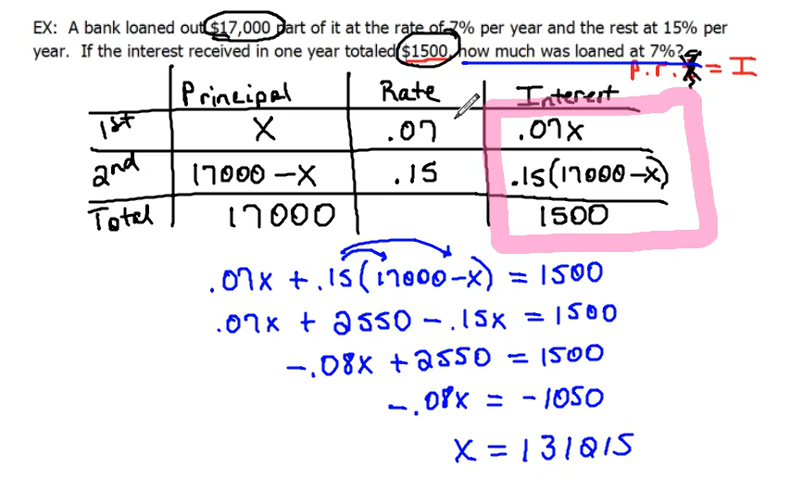 EX: A bank loaned out $17,000 part of it at the rate of 7% per year and the rest at 15% per
year. If the interest received in one year totaled $1500, how much was loaned at 7%?
p.r.t = I
Principal Rate Interest
1st X .07 .07x
2nd 17000-X .15 .15(17000-x)
Total 17000 1500
.07x + .15(17000-x) = 1500
.07x + 2550 - .15x = 1500
-.08x + 2550 = 1500
-.08x = -1050
x = 131215